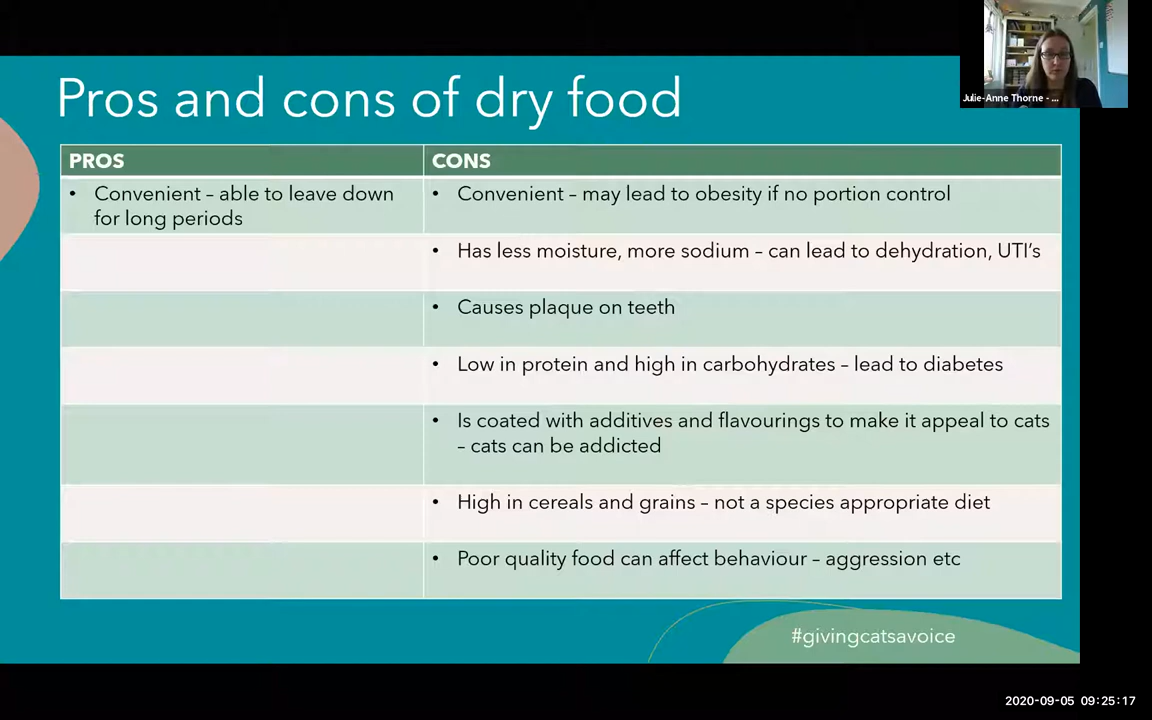 Pros and cons of dry food
Julie-Anne Thorne - ...
PROS
CONS
• Convenient – able to leave down
for long periods
• Convenient – may lead to obesity if no portion control
• Has less moisture, more sodium – can lead to dehydration, UTI's
• Causes plaque on teeth
• Low in protein and high in carbohydrates – lead to diabetes
• Is coated with additives and flavourings to make it appeal to cats
– cats can be addicted
• High in cereals and grains – not a species appropriate diet
• Poor quality food can affect behaviour – aggression etc
#givingcatsavoice
2020-09-05 09:25:17